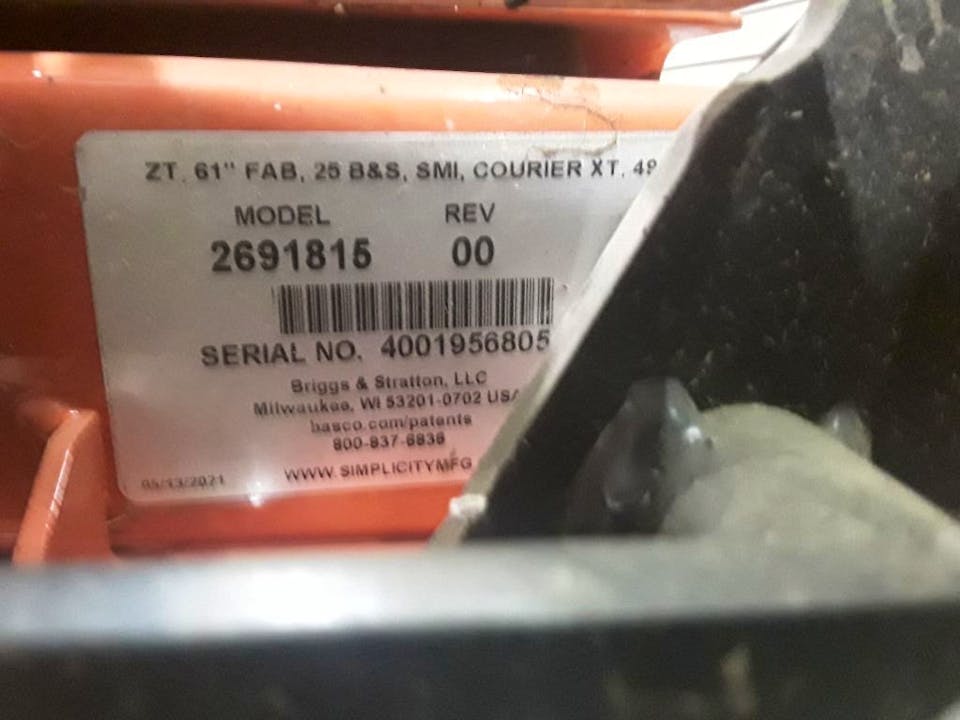 ZT, 61" FAB, 25 B&S, SMI, COURIER XT, 49
MODEL REV
2691815 00
SERIAL NO. 4001956805
Briggs & Stratton, LLC
Milwaukee, WI 53201-0702 USA
basco.com/patents
800-837-6836
WWW.SIMPLICITYMFG
05/13/2021